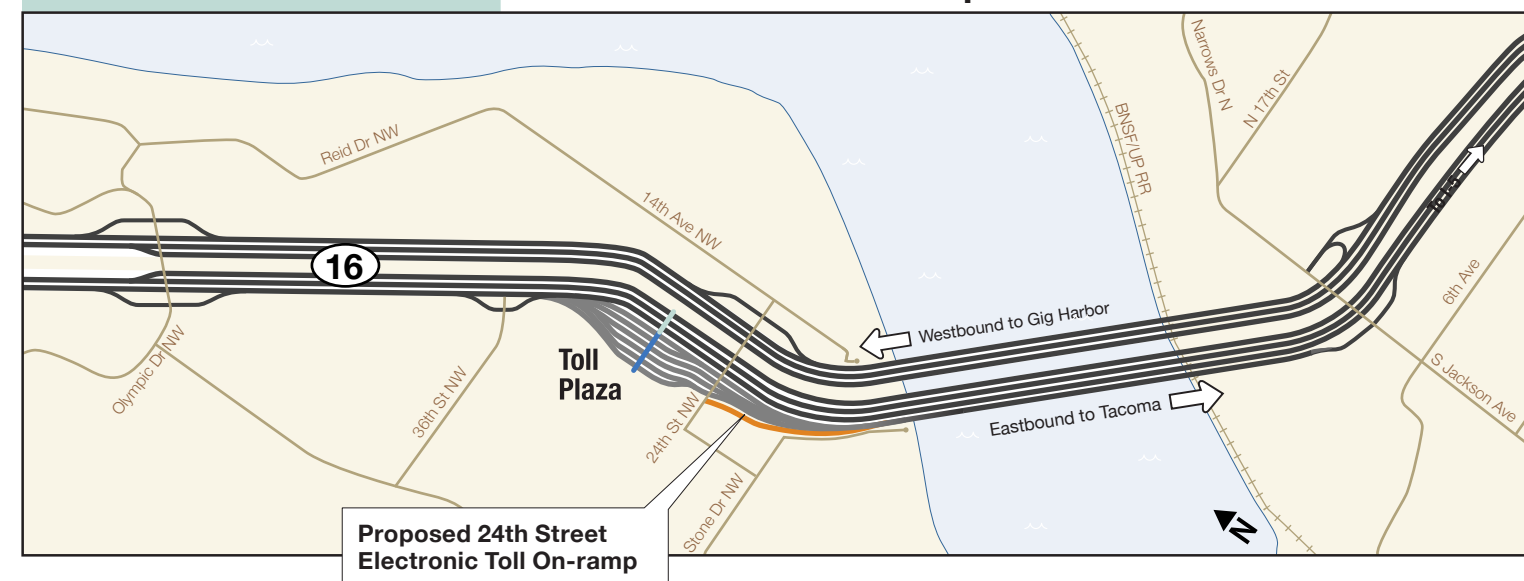 Reid Dr NW
14th Ave NW
16
Olympic Dr NW
36th St NW
Toll
Plaza
24th St NW
Stone Dr NW
Proposed 24th Street
Electronic Toll On-ramp
Westbound to Gig Harbor
Eastbound to Tacoma
BNSF/UP RR
Narrows Dr N
N 17th St
6th Ave
S Jackson Ave
N